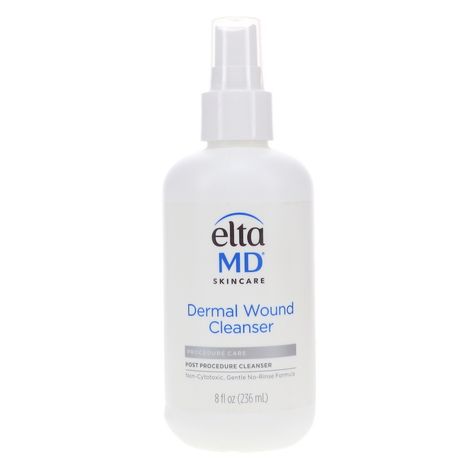 elta
MD®
SKINCARE
Dermal Wound
Cleanser
PROCEDURE CARE
POST PROCEDURE CLEANSER
Non-Cytotoxic, Gentle No-Rinse Formula
8 fl oz (236 mL)